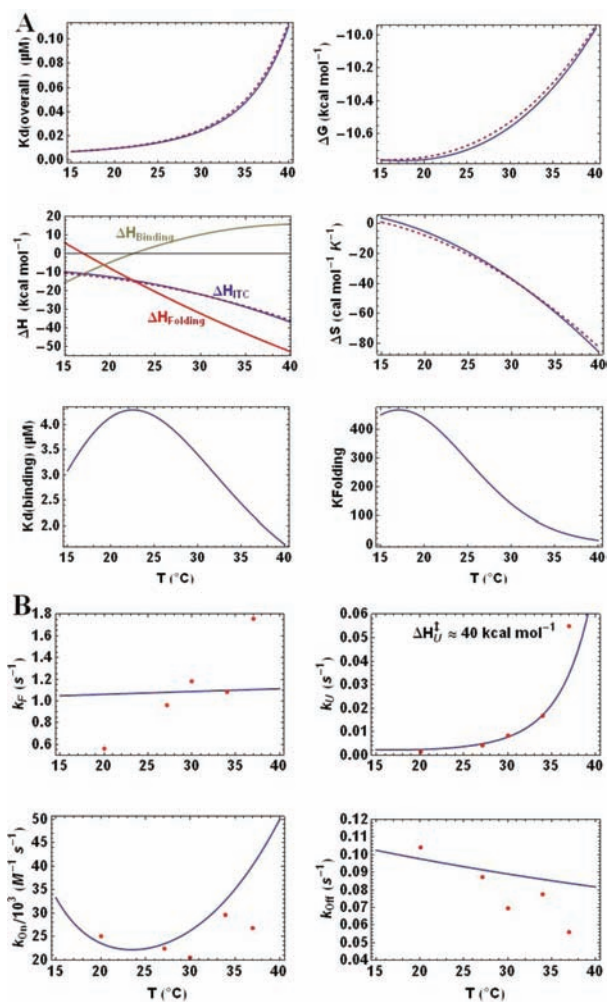 A
Kd(overall) (µM)
0.10
0.08
0.06
0.04
0.02
0.00
15 20 25 30 35 40
ΔG (kcal mol⁻¹)
−10.0
−10.2
−10.4
−10.6
15 20 25 30 35 40
ΔH (kcal mol⁻¹)
20
10
0
−10
−20
−30
−40
−50
ΔH_Binding
ΔH_ITC
ΔH_Folding
15 20 25 30 35 40
ΔS (cal mol⁻¹ K⁻¹)
0
−20
−40
−60
−80
15 20 25 30 35 400
Kd(binding) (µM)
4.0
3.5
3.0
2.5
2.0
15 20 25 30 35 40
T (°C)
KFolding
400
300
200
100
0
15 20 25 30 35 40
T (°C)
B
k_F (s⁻¹)
1.8
1.6
1.4
1.2
1.0
0.8
0.6
15 20 25 30 35 40
k_U (s⁻¹)
0.06
0.05
0.04
0.03
0.02
0.01
0.00
ΔH‡_U ≈ 40 kcal mol⁻¹
15 20 25 30 35 40
k_On/10³ (M⁻¹ s⁻¹)
50
45
40
35
30
25
20
15 20 25 30 35 40
T (°C)
k_Off (s⁻¹)
0.12
0.11
0.10
0.09
0.08
0.07
0.06
0.05
0.04
15 20 25 30 35 40
T (°C)